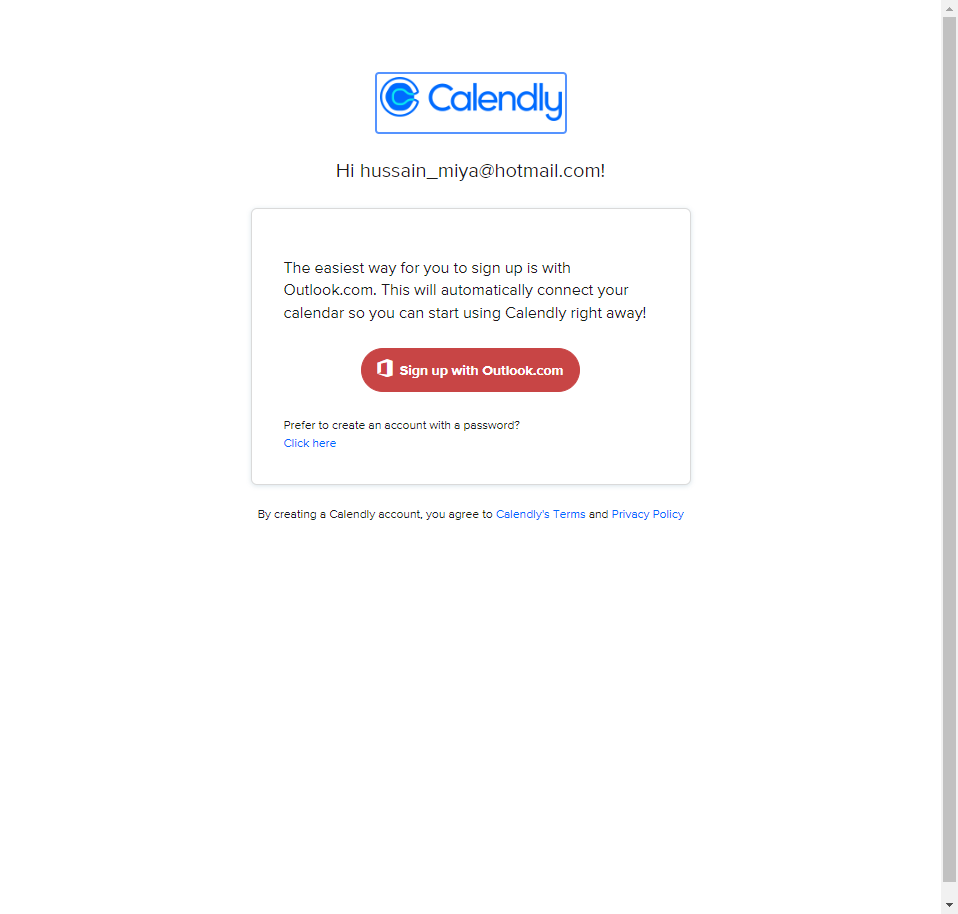 Calendly
Hi hussain_miya@hotmail.com!
The easiest way for you to sign up is with
Outlook.com. This will automatically connect your
calendar so you can start using Calendly right away!
Sign up with Outlook.com
Prefer to create an account with a password?
Click here
By creating a Calendly account, you agree to Calendly's Terms and Privacy Policy